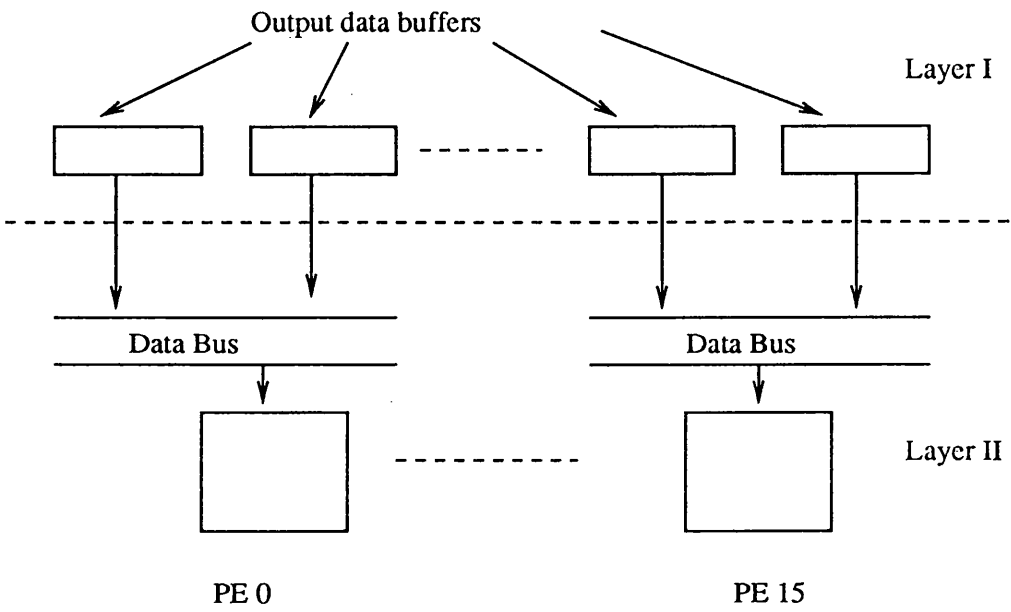 Output data buffers
Layer I
Data Bus
Data Bus
Layer II
PE 0
PE 15